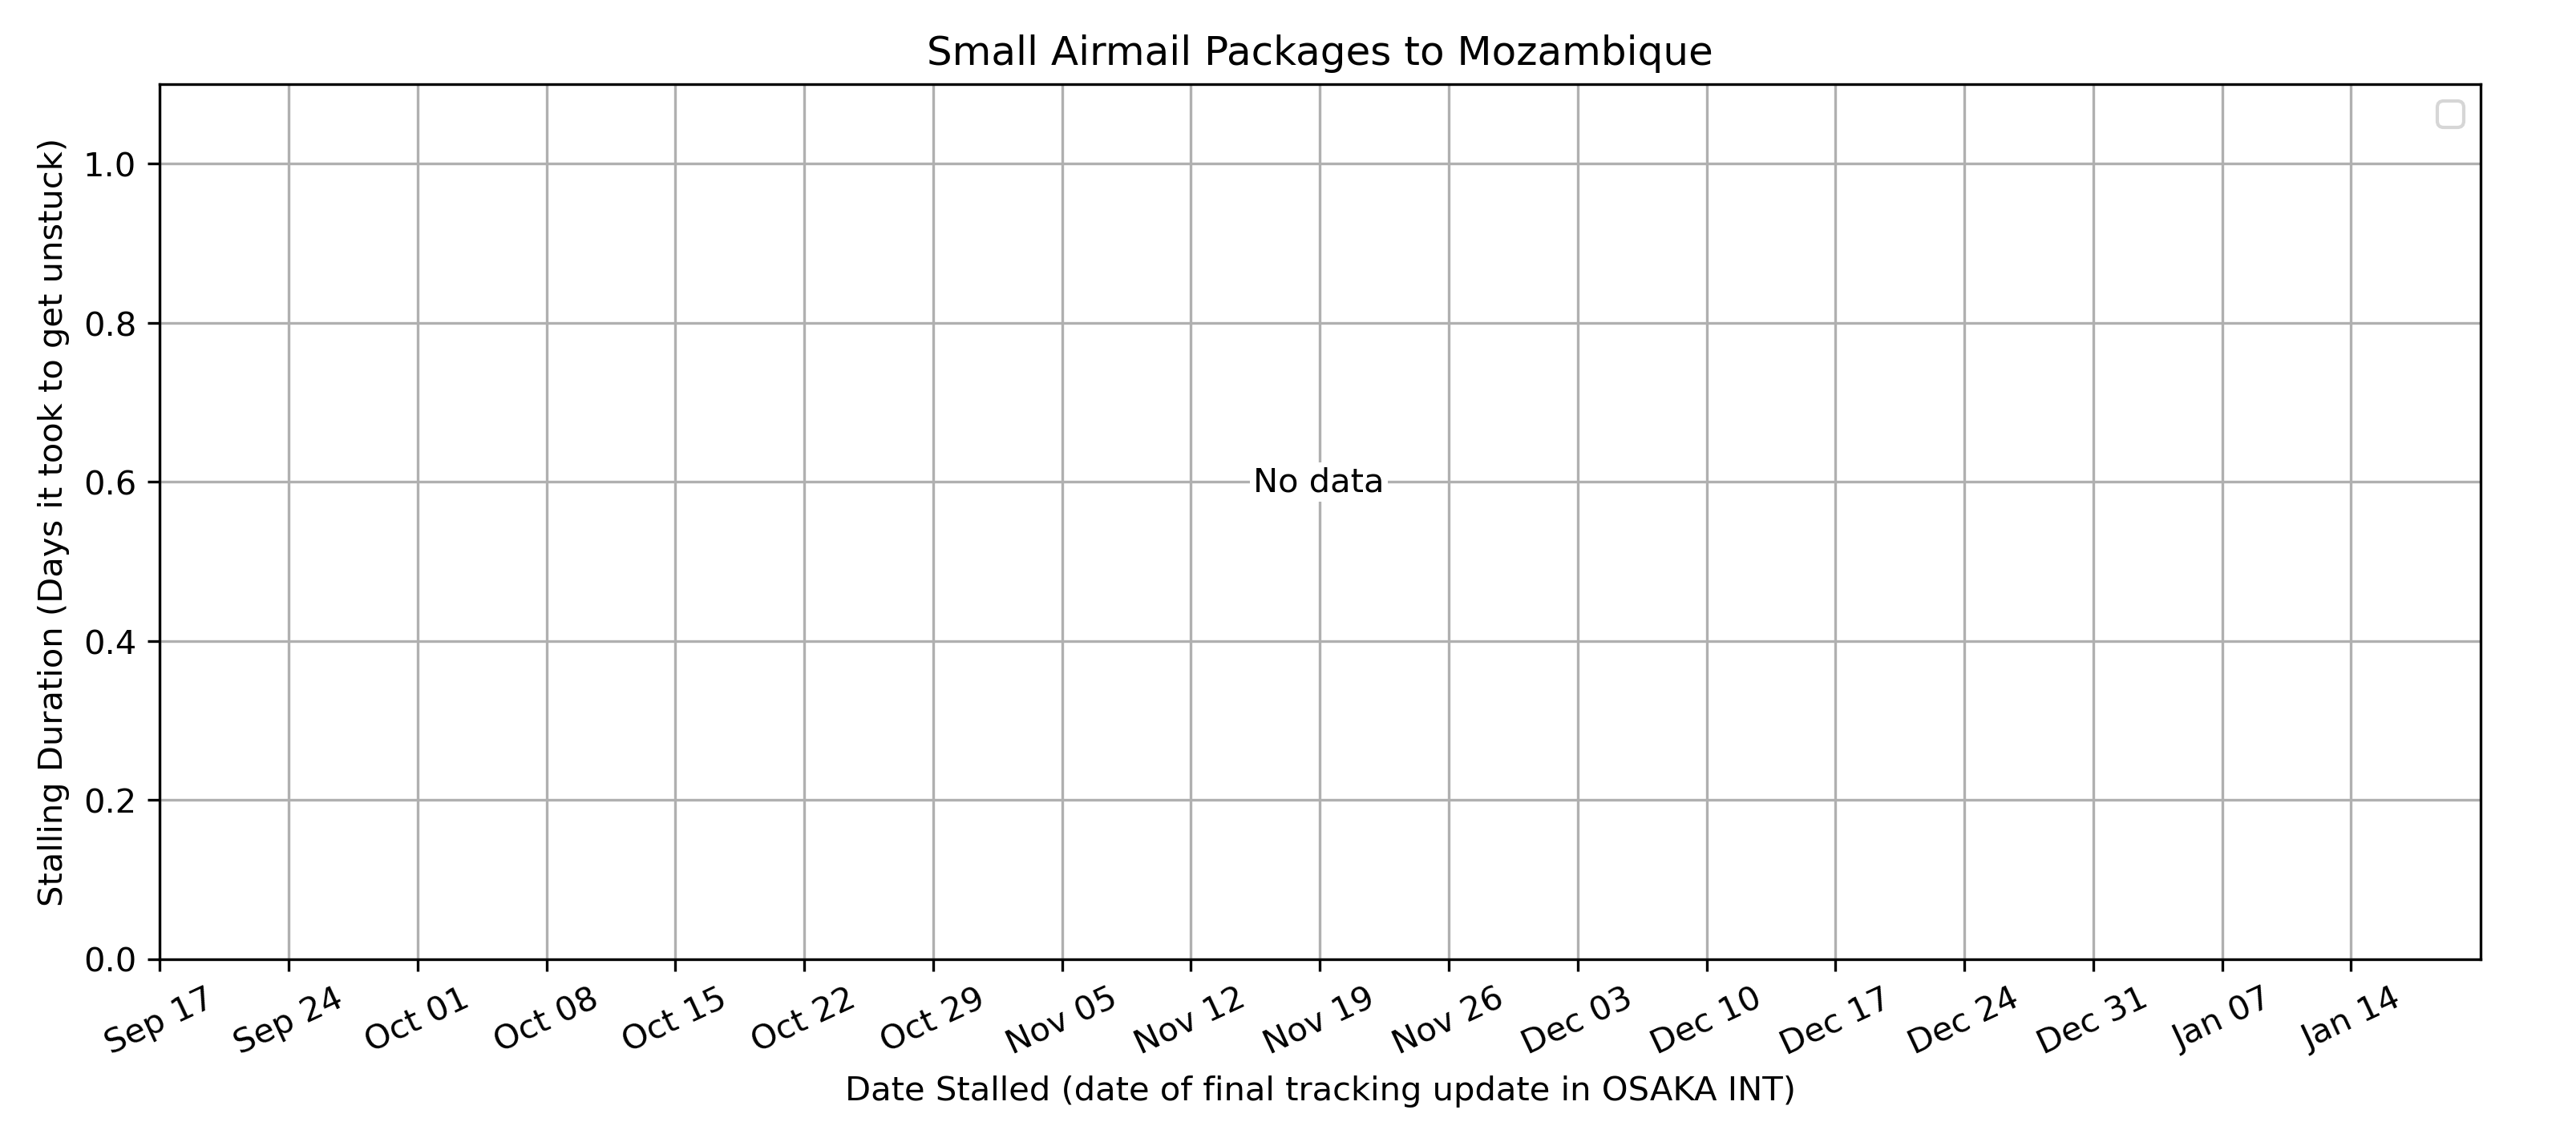 Small Airmail Packages to Mozambique
Stalling Duration (Days it took to get unstuck)
1.0
0.8
0.6
0.4
0.2
0.0
No data
Sep 17
Sep 24
Oct 01
Oct 08
Oct 15
Oct 22
Oct 29
Nov 05
Nov 12
Nov 19
Nov 26
Dec 03
Dec 10
Dec 17
Dec 24
Dec 31
Jan 07
Jan 14
Date Stalled (date of final tracking update in OSAKA INT)